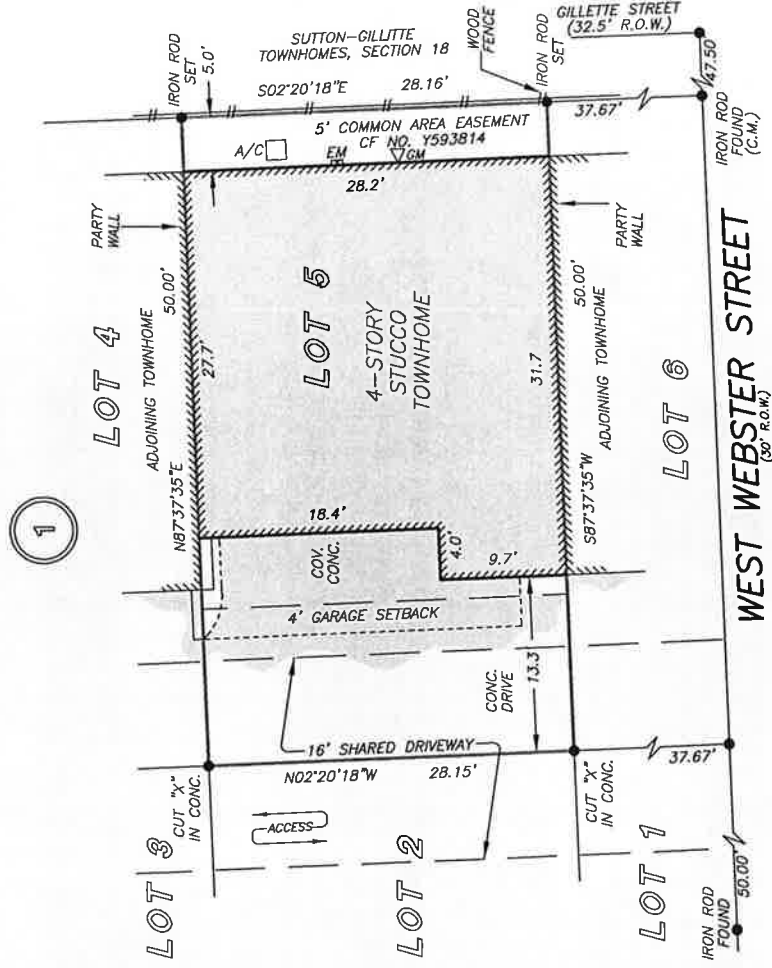 SUTTON-GILLITTE
TOWNHOMES, SECTION 18
GILLETTE STREET
(32.5' R.O.W.)
47.50
IRON ROD
SET
5.0'
S02°20'18"E 28.16'
WOOD
FENCE
IRON ROD
SET
37.67'
IRON ROD
FOUND
(C.M.)
5' COMMON AREA EASEMENT
CF NO. Y593814
A/C
EM
GM
28.2'
PARTY
WALL
PARTY
WALL
LOT 4
ADJOINING TOWNHOME
N87°37'35"E
50.00'
27.7'
LOT 5
4-STORY
STUCCO
TOWNHOME
31.7
50.00'
S87°37'35"W
ADJOINING TOWNHOME
LOT 6
1
18.4'
COV.
CONC.
4.0'
9.7'
4' GARAGE SETBACK
CONC.
DRIVE
13.3
16' SHARED DRIVEWAY
N02°20'18"W 28.15'
CUT "X"
IN CONC.
CUT "X"
IN CONC.
37.67'
ACCESS
LOT 3
LOT 2
LOT 1
IRON ROD
FOUND
50.00'
WEST WEBSTER STREET
(30' R.O.W.)